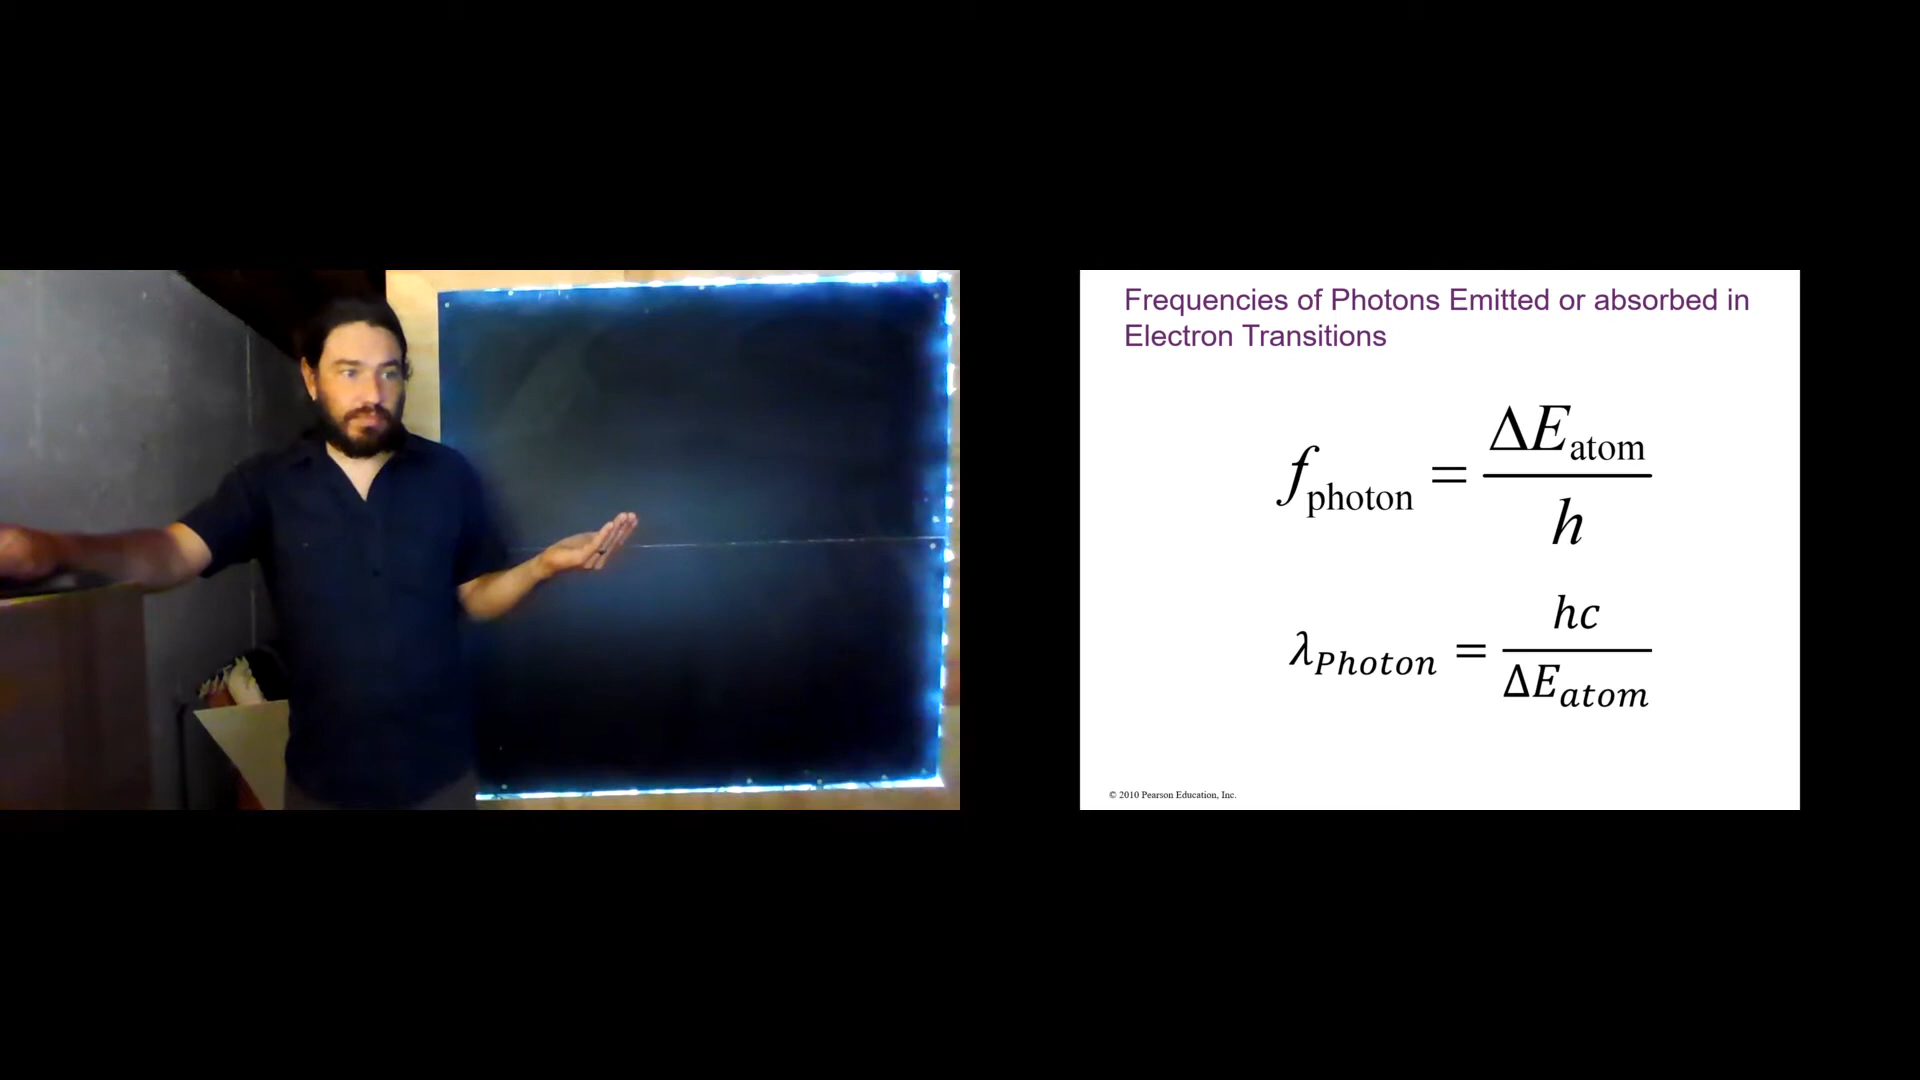 Frequencies of Photons Emitted or absorbed in
Electron Transitions
f_photon = ΔE_atom / h
λ_Photon = hc / ΔE_atom
© 2010 Pearson Education, Inc.